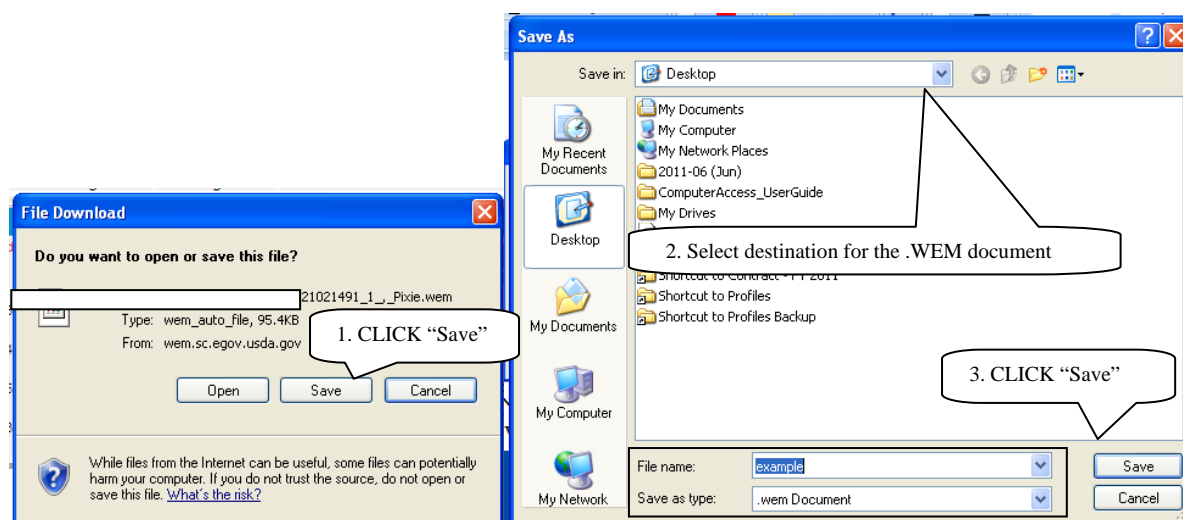 File Download
Do you want to open or save this file?
21021491_1_,_Pixie.wem
Type: wem_auto_file, 95.4KB
From: wem.sc.egov.usda.gov
1. CLICK “Save”
Open Save Cancel
While files from the Internet can be useful, some files can potentially
harm your computer. If you do not trust the source, do not open or
save this file. What's the risk?
Save As
Save in: Desktop
My Recent
Documents
Desktop
My Documents
My Computer
My Network
My Documents
My Computer
My Network Places
2011-06 (Jun)
ComputerAccess_UserGuide
My Drives
2. Select destination for the .WEM document
Shortcut to Contract - FY 2011
Shortcut to Profiles
Shortcut to Profiles Backup
3. CLICK “Save”
File name: example
Save
Save as type: .wem Document
Cancel